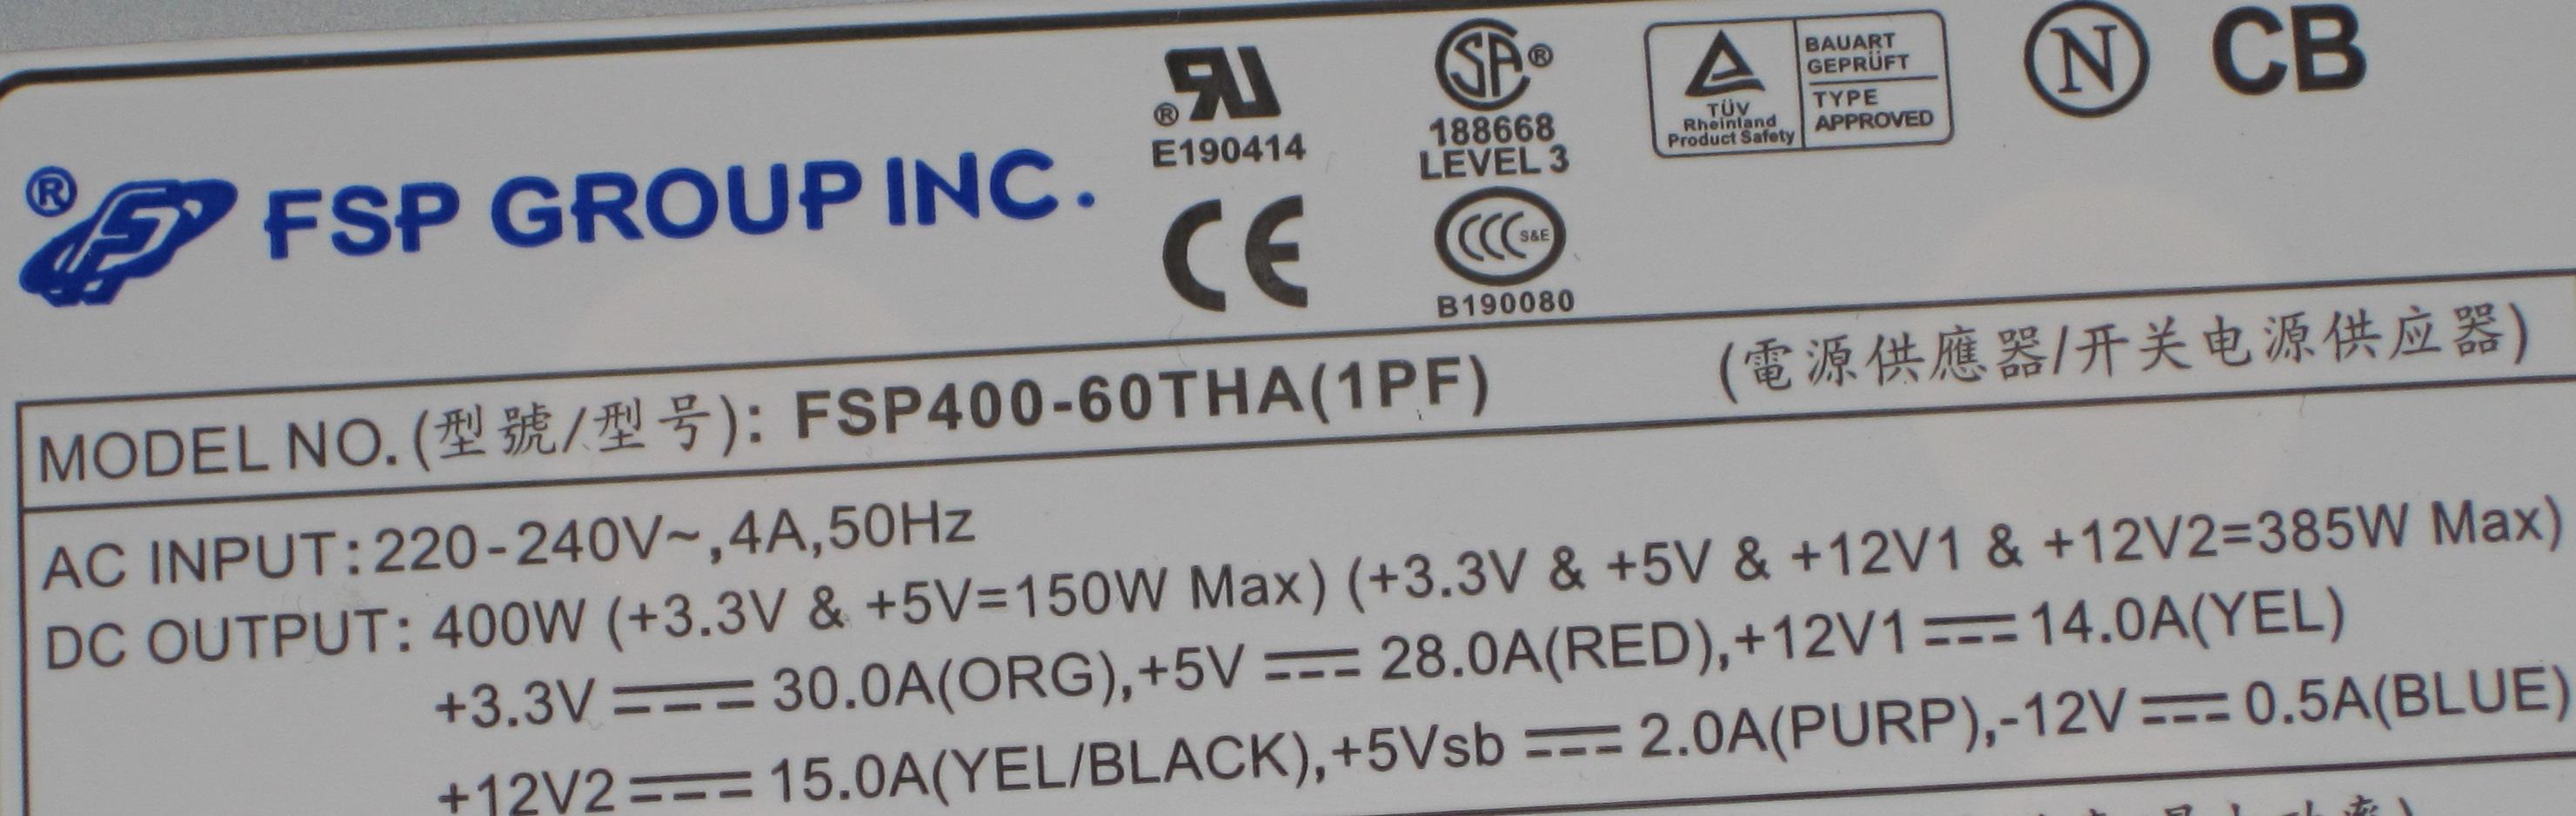 ® FSP GROUP INC.
®
E190414
CE
SA®
188668
LEVEL 3
CCC S&E
B190080
TÜV
Rheinland
Product Safety
BAUART
GEPRÜFT
TYPE
APPROVED
N
CB
MODEL NO.(型號/型号): FSP400-60THA(1PF) (電源供應器/开关电源供应器)
AC INPUT:220-240V~,4A,50Hz
DC OUTPUT: 400W (+3.3V & +5V=150W Max) (+3.3V & +5V & +12V1 & +12V2=385W Max)
+3.3V⎓30.0A(ORG),+5V⎓28.0A(RED),+12V1⎓14.0A(YEL)
+12V2⎓15.0A(YEL/BLACK),+5Vsb⎓2.0A(PURP),-12V⎓0.5A(BLUE)